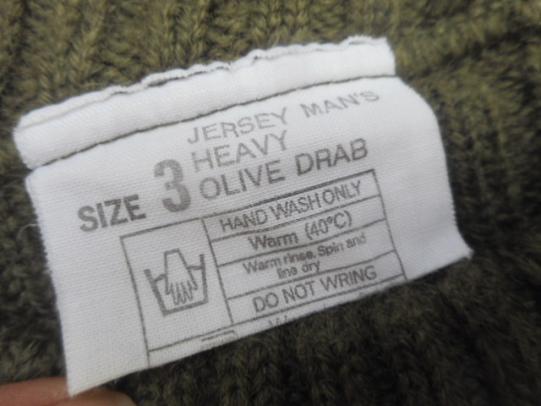 JERSEY MAN'S
HEAVY
OLIVE DRAB
SIZE 3
HAND WASH ONLY
Warm (40°C)
Warm rinse. Spin and
line dry
DO NOT WRING